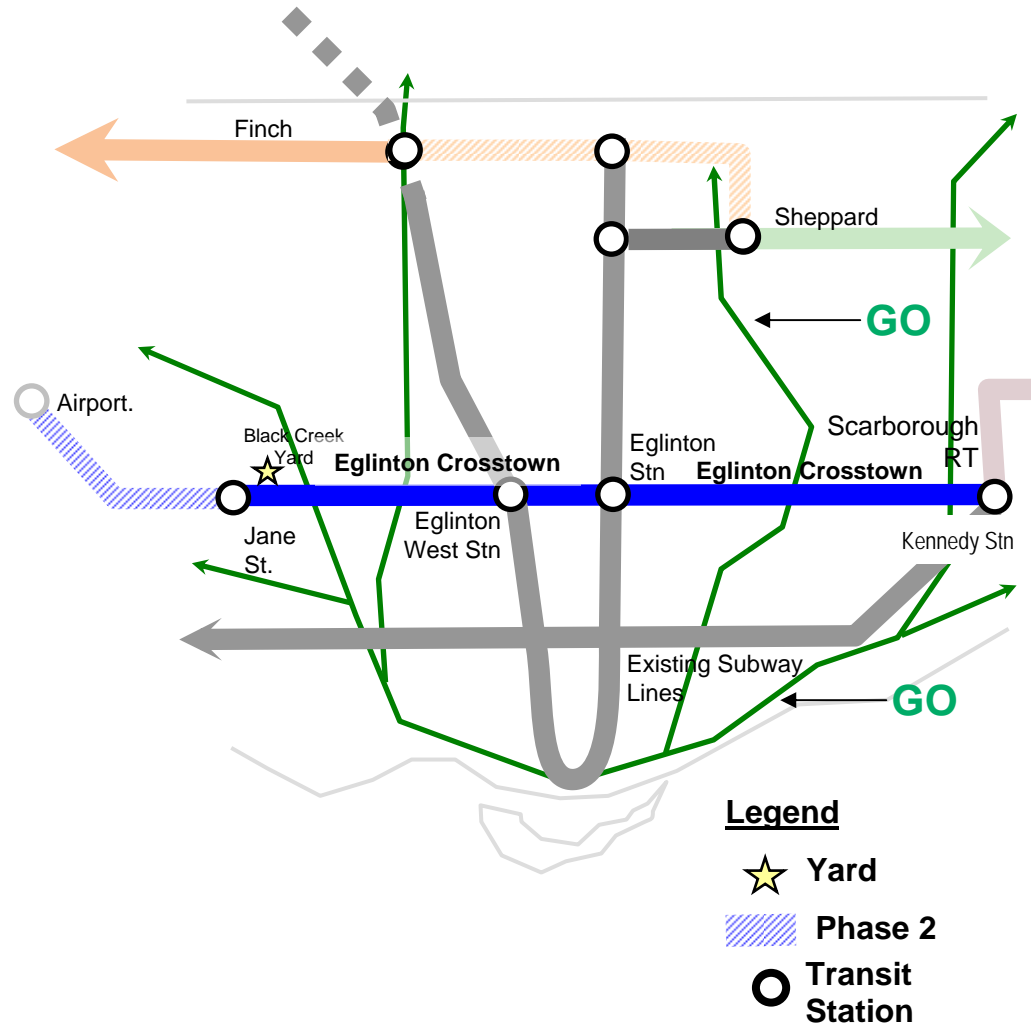 Finch
Sheppard
GO
Airport.
Black Creek
Yard
Eglinton Crosstown
Eglinton
Stn
Eglinton Crosstown
Scarborough
RT
Jane
St.
Eglinton
West Stn
Kennedy Stn
Existing Subway
Lines
GO
Legend
Yard
Phase 2
Transit
Station